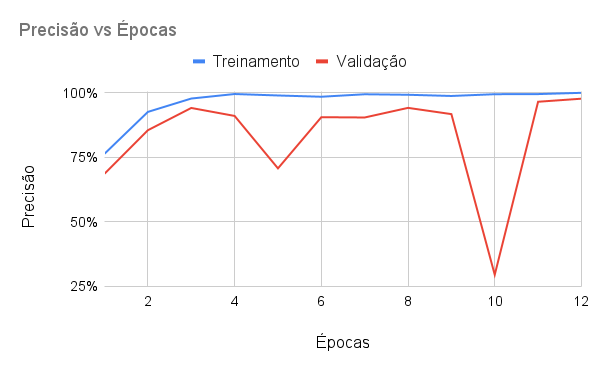 Precisão vs Épocas
Treinamento Validação
100%
75%
50%
25%
Precisão
2 4 6 8 10 12
Épocas